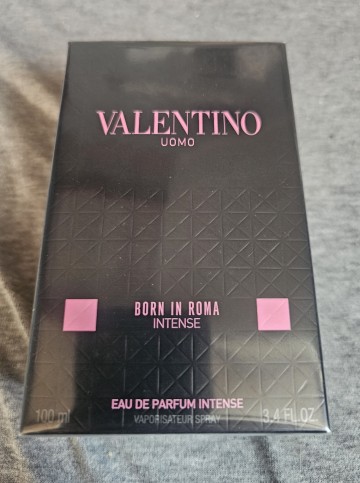 VALENTINO
UOMO
BORN IN ROMA
INTENSE
EAU DE PARFUM INTENSE
100 ml VAPORISATEUR SPRAY 3.4 FL.OZ